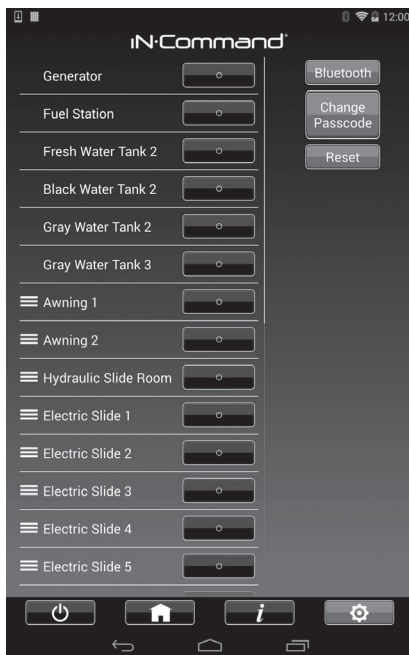 12:00
iN·Command®
Generator
Fuel Station
Fresh Water Tank 2
Black Water Tank 2
Gray Water Tank 2
Gray Water Tank 3
Awning 1
Awning 2
Hydraulic Slide Room
Electric Slide 1
Electric Slide 2
Electric Slide 3
Electric Slide 4
Electric Slide 5
Bluetooth
Change
Passcode
Reset
i